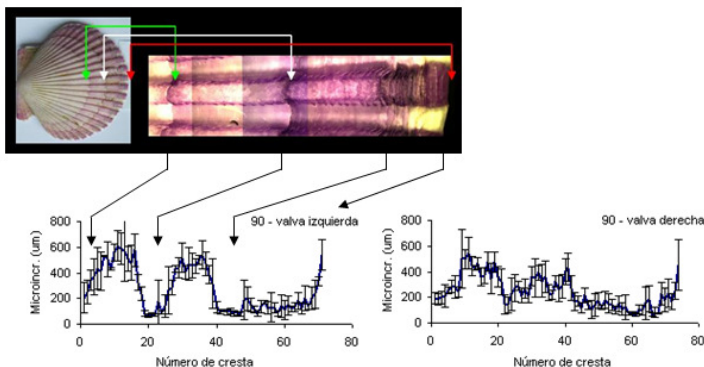 90 - valva izquierda
Microincr. (um)
800
600
400
200
0
0 20 40 60 80
Número de cresta
90 - valva derecha
Microincr. (um)
800
600
400
200
0
0 20 40 60 80
Número de cresta